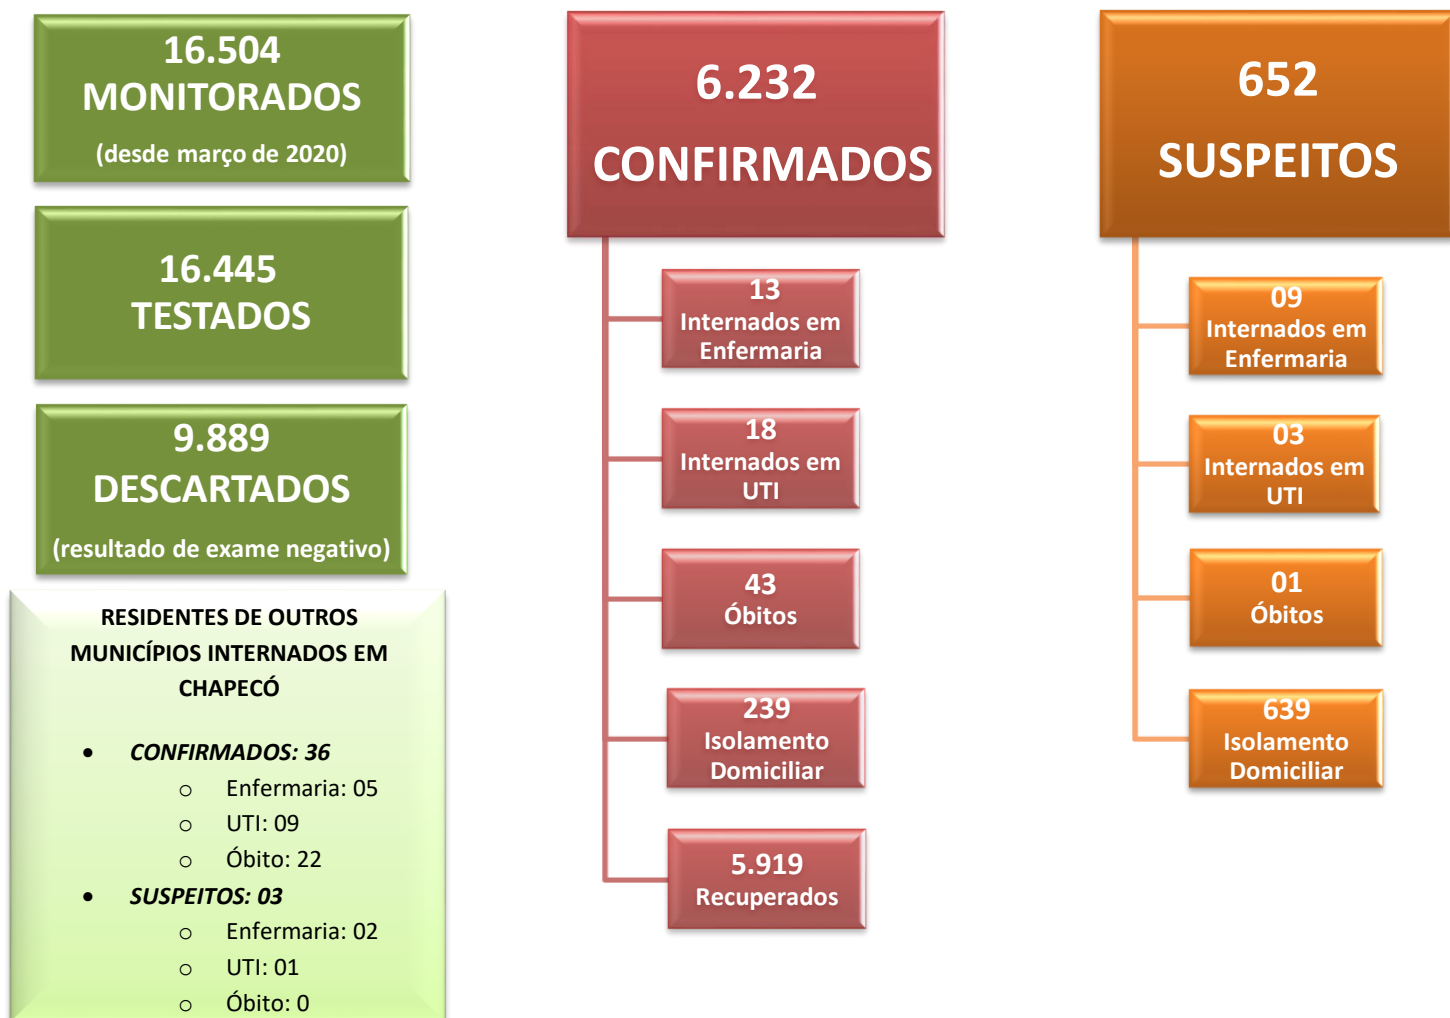 16.504
MONITORADOS
(desde março de 2020)
16.445
TESTADOS
9.889
DESCARTADOS
(resultado de exame negativo)
RESIDENTES DE OUTROS
MUNICÍPIOS INTERNADOS EM
CHAPECÓ
• CONFIRMADOS: 36
o Enfermaria: 05
o UTI: 09
o Óbito: 22
• SUSPEITOS: 03
o Enfermaria: 02
o UTI: 01
o Óbito: 0
6.232
CONFIRMADOS
13
Internados em
Enfermaria
18
Internados em
UTI
43
Óbitos
239
Isolamento
Domiciliar
5.919
Recuperados
652
SUSPEITOS
09
Internados em
Enfermaria
03
Internados em
UTI
01
Óbitos
639
Isolamento
Domiciliar